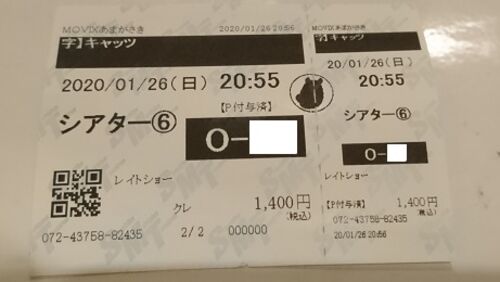 MOVIXあまがさき
2020/01/26 20:56
字】キャッツ
2020/01/26(日) 20:55
【P付与済】
シアター⑥
O-
レイトショー
クレ
1,400円
(税込)
072-43758-82435
2/2
000000
MOVIXあまがさき
字】キャッツ
20/01/26(日)
20:55
シアター⑥
O-
レイトショー
【P付与済】
1,400円
(税込)
072-43758-82435
20/01/26 20:56